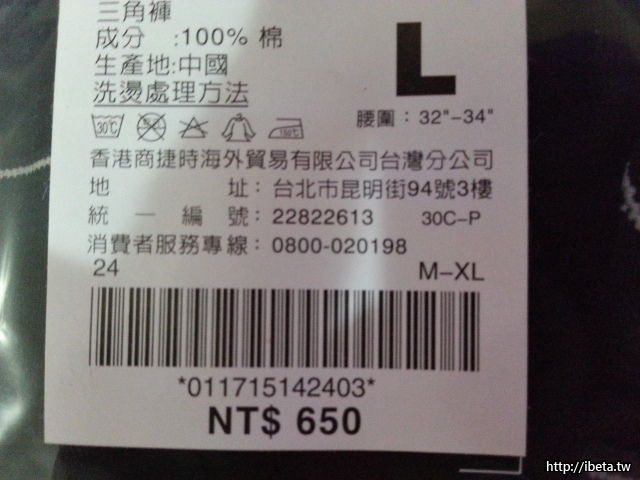 三角褲
成分 :100% 棉
生產地:中國
洗燙處理方法
L
30℃
150℃
腰圍：32"-34"
香港商捷時海外貿易有限公司台灣分公司
地 址：台北市昆明街94號3樓
統一編號：22822613 30C-P
消費者服務專線：0800-020198
24 M-XL
*011715142403*
NT$ 650
http://ibeta.tw